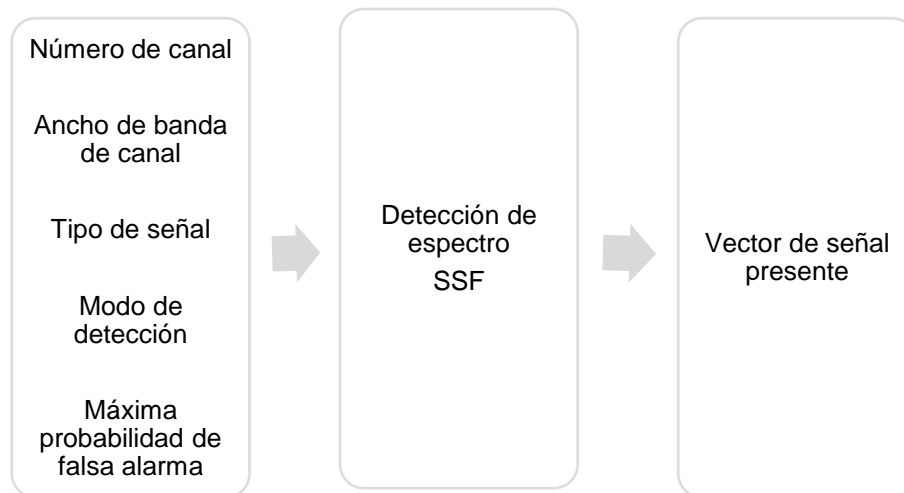 Número de canal
Ancho de banda
de canal
Tipo de señal
Modo de
detección
Máxima
probabilidad de
falsa alarma
Detección de
espectro
SSF
Vector de señal
presente